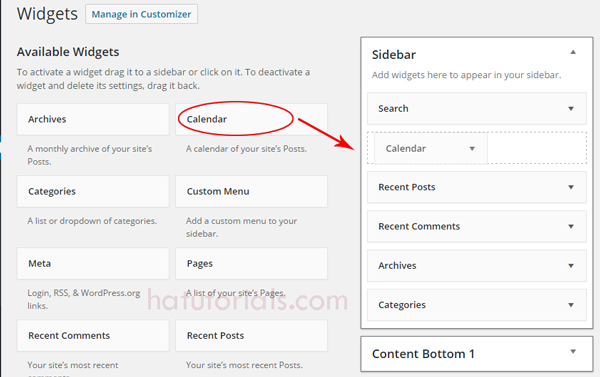 Widgets
Manage in Customizer
Available Widgets
To activate a widget drag it to a sidebar or click on it. To deactivate a
widget and delete its settings, drag it back.
Archives
Calendar
A monthly archive of your site's
Posts.
A calendar of your site's Posts.
Categories
Custom Menu
A list or dropdown of categories.
Add a custom menu to your
sidebar.
Meta
Pages
Login, RSS, & WordPress.org
links.
A list of your site's Pages.
hatutorials.com
Recent Comments
Recent Posts
Your site's most recent
comments.
Your site's most recent Posts.
Sidebar
Add widgets here to appear in your sidebar.
Search
Calendar
Recent Posts
Recent Comments
Archives
Categories
Content Bottom 1